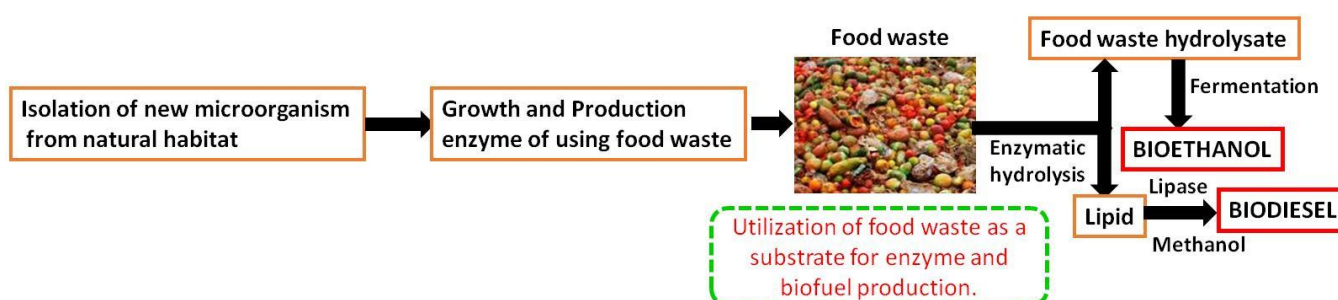 Food waste
Food waste hydrolysate
Isolation of new microorganism
from natural habitat
Growth and Production
enzyme of using food waste
Fermentation
Enzymatic
hydrolysis
BIOETHANOL
Lipase
Lipid
BIODIESEL
Methanol
Utilization of food waste as a
substrate for enzyme and
biofuel production.